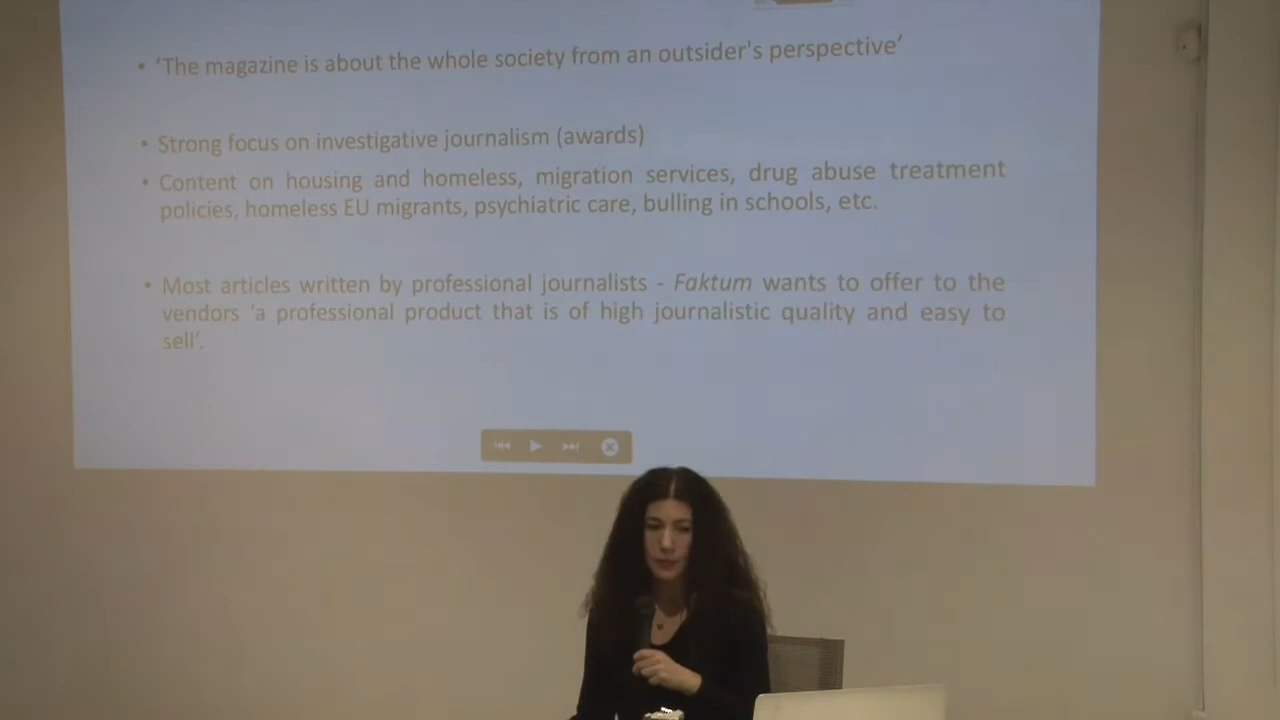 • ‘The magazine is about the whole society from an outsider's perspective’
• Strong focus on investigative journalism (awards)
• Content on housing and homeless, migration services, drug abuse treatment
policies, homeless EU migrants, psychiatric care, bulling in schools, etc.
• Most articles written by professional journalists - Faktum wants to offer to the
vendors ‘a professional product that is of high journalistic quality and easy to
sell’.